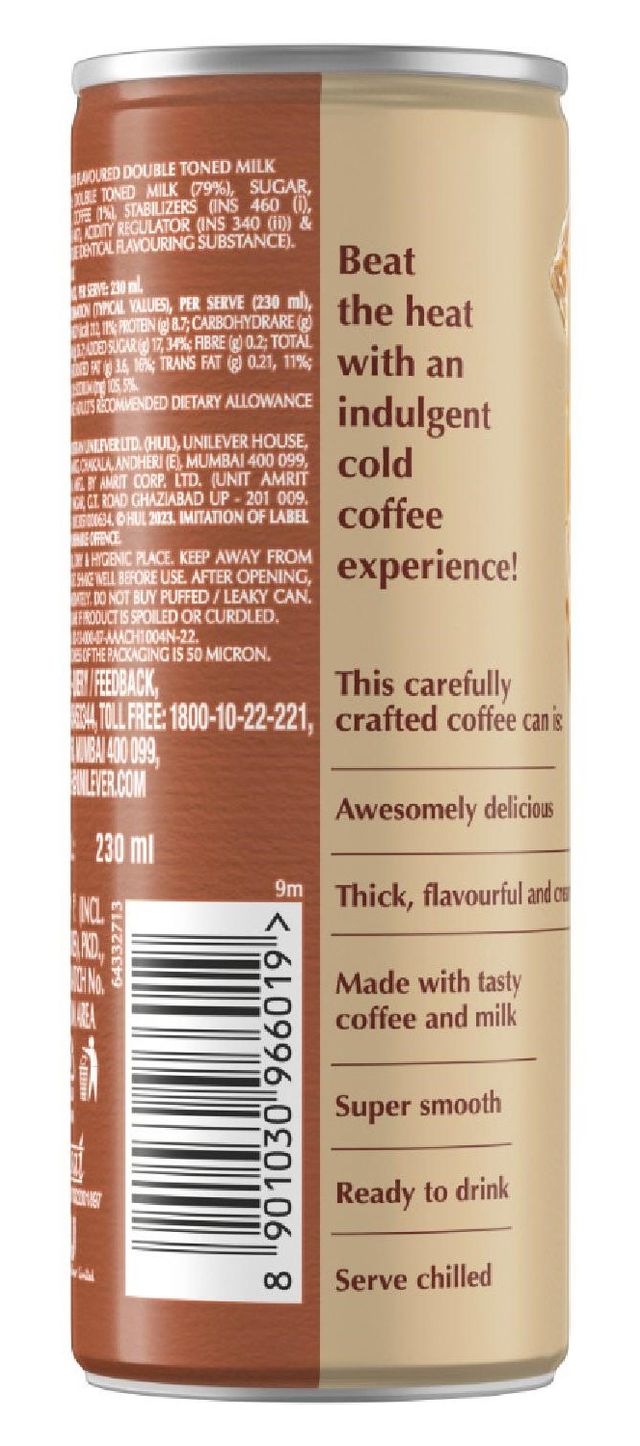 FLAVOURED DOUBLE TONED MILK
DOUBLE TONED MILK (79%), SUGAR,
(1%), STABILIZERS (INS 460 (i),
ACIDITY REGULATOR (INS 340 (ii)) &
IDENTICAL FLAVOURING SUBSTANCE).
PER SERVE: 230 ml.
(TYPICAL VALUES), PER SERVE (230 ml),
11%; PROTEIN (g) 8.7; CARBOHYDRARE (g)
ADDED SUGAR (g) 17, 34%; FIBRE (g) 0.2; TOTAL
FAT (g) 3.6, 16%; TRANS FAT (g) 0.21, 11%;
(mg) 105, 5%.
RECOMMENDED DIETARY ALLOWANCE
UNILEVER LTD. (HUL), UNILEVER HOUSE,
CHAKALA, ANDHERI (E), MUMBAI 400 099,
BY AMRIT CORP. LTD. (UNIT AMRIT
G.T. ROAD GHAZIABAD UP - 201 009.
© HUL 2023. IMITATION OF LABEL
OFFENCE.
& HYGIENIC PLACE. KEEP AWAY FROM
SHAKE WELL BEFORE USE. AFTER OPENING,
DO NOT BUY PUFFED / LEAKY CAN.
IF PRODUCT IS SPOILED OR CURDLED.
OF THE PACKAGING IS 50 MICRON.
/ FEEDBACK,
TOLL FREE: 1800-10-22-221,
MUMBAI 400 099,
230 ml
9m
INCL.
PKD.,
No.
AREA
64332713
8 901030 966019 >
Beat
the heat
with an
indulgent
cold
coffee
experience!
This carefully
crafted coffee can is:
Awesomely delicious
Thick, flavourful and
Made with tasty
coffee and milk
Super smooth
Ready to drink
Serve chilled